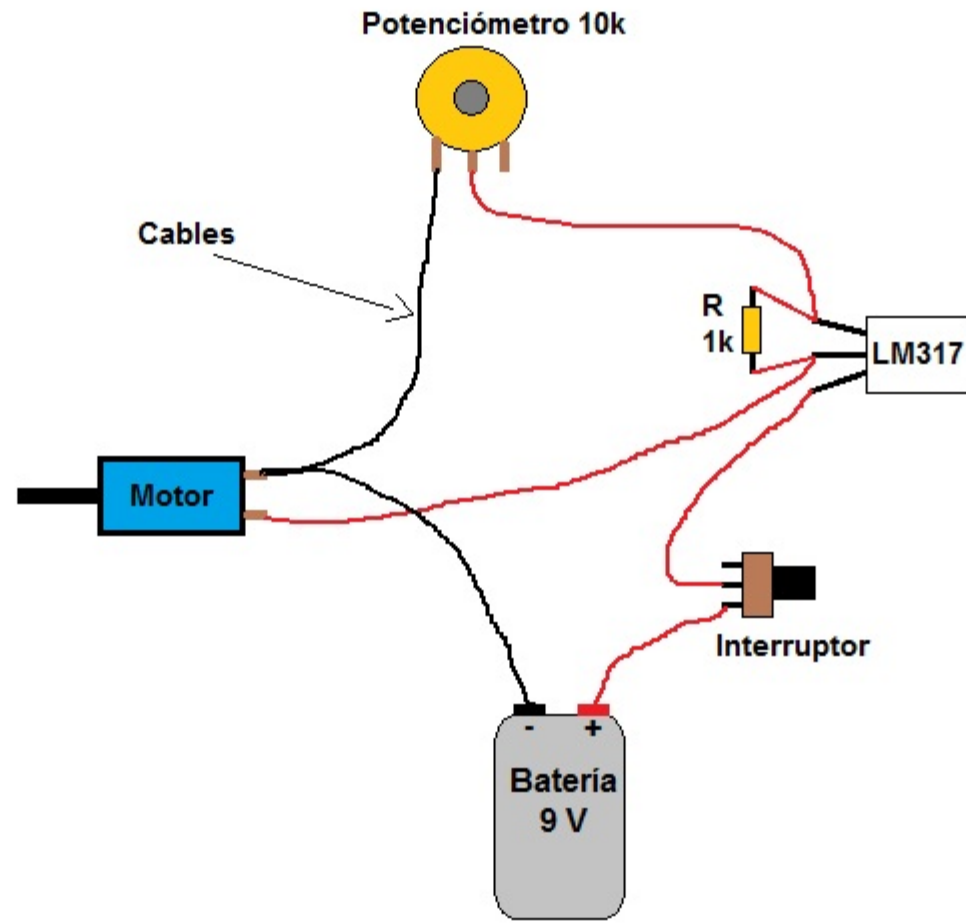 Potenciómetro 10k
Cables
R
1k
LM317
Motor
Interruptor
- +
Batería
9 V